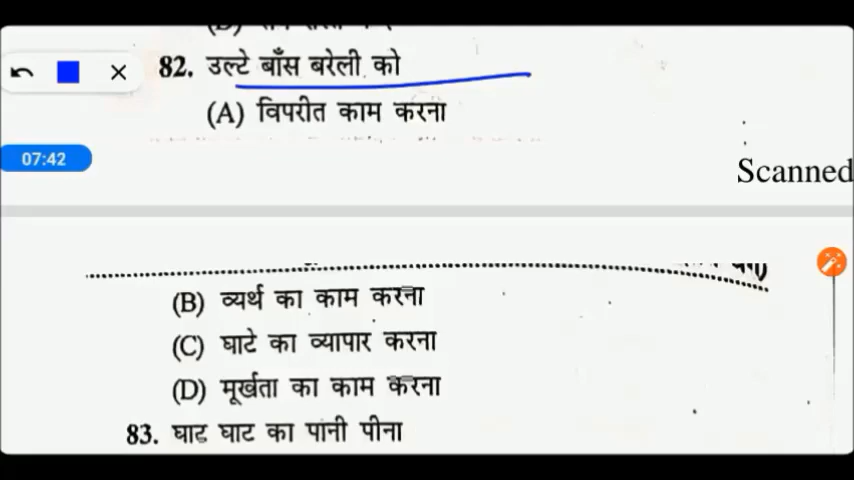 82. उल्टे बाँस बरेली को
(A) विपरीत काम करना
07:42
Scanned
(B) व्यर्थ का काम करना
(C) घाटे का व्यापार करना
(D) मूर्खता का काम करना
83. घाट घाट का पानी पीना